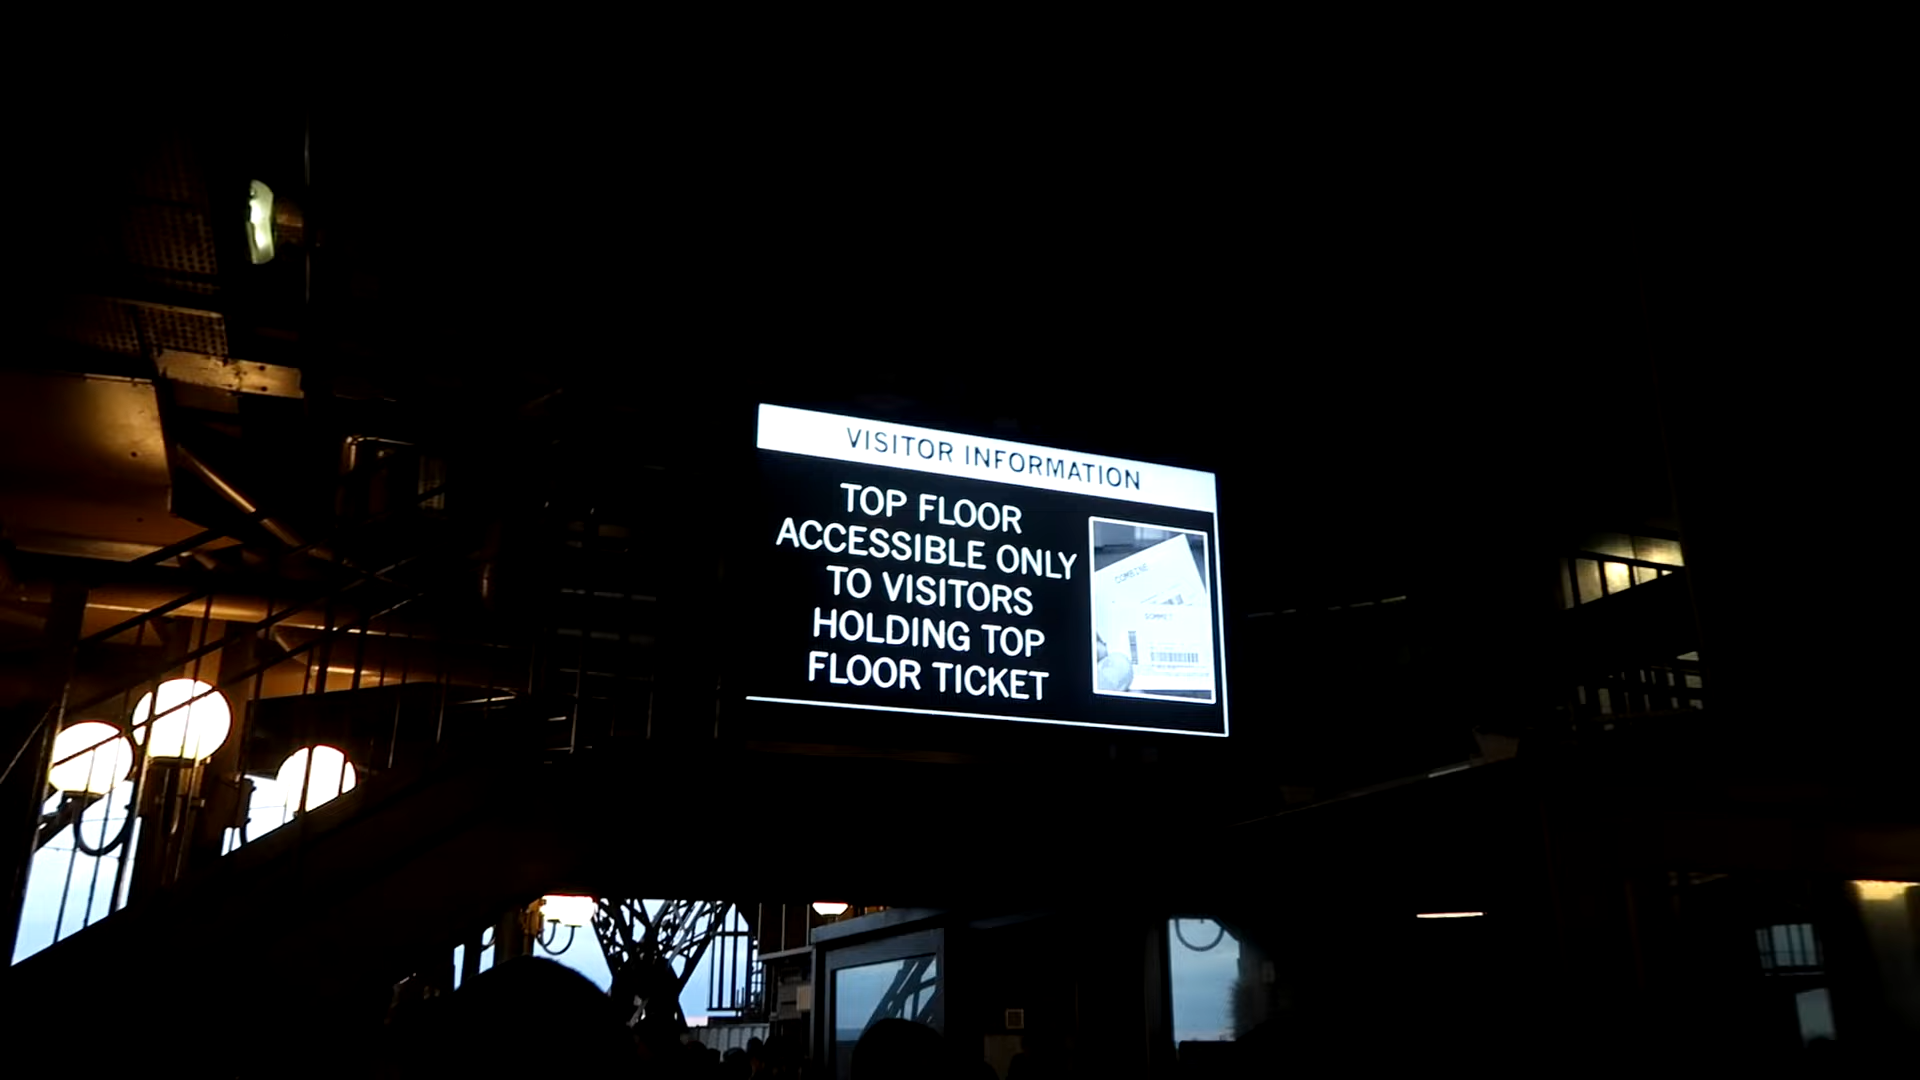 VISITOR INFORMATION
TOP FLOOR
ACCESSIBLE ONLY
TO VISITORS
HOLDING TOP
FLOOR TICKET